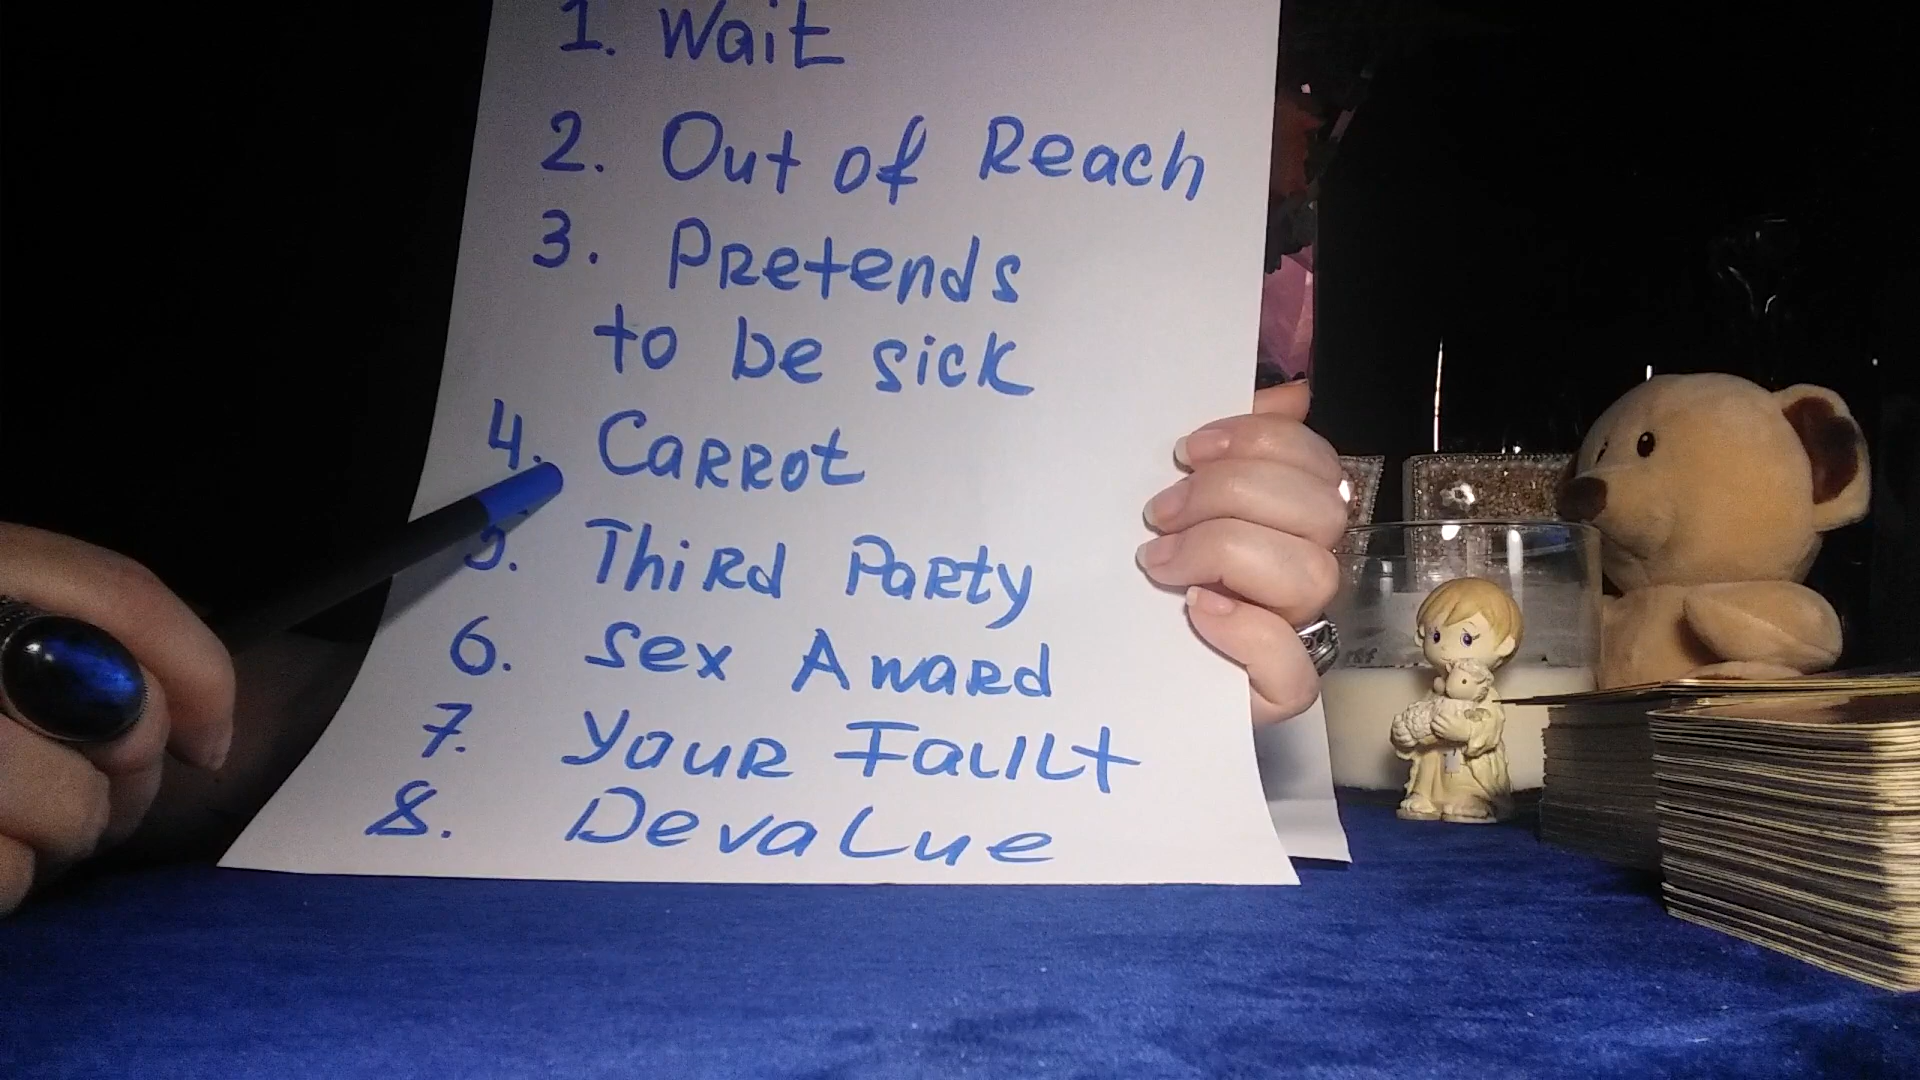 1. Wait
2. Out of Reach
3. Pretends
to be sick
4. Carrot
5. Third Party
6. Sex Award
7. Your Fault
8. Devalue